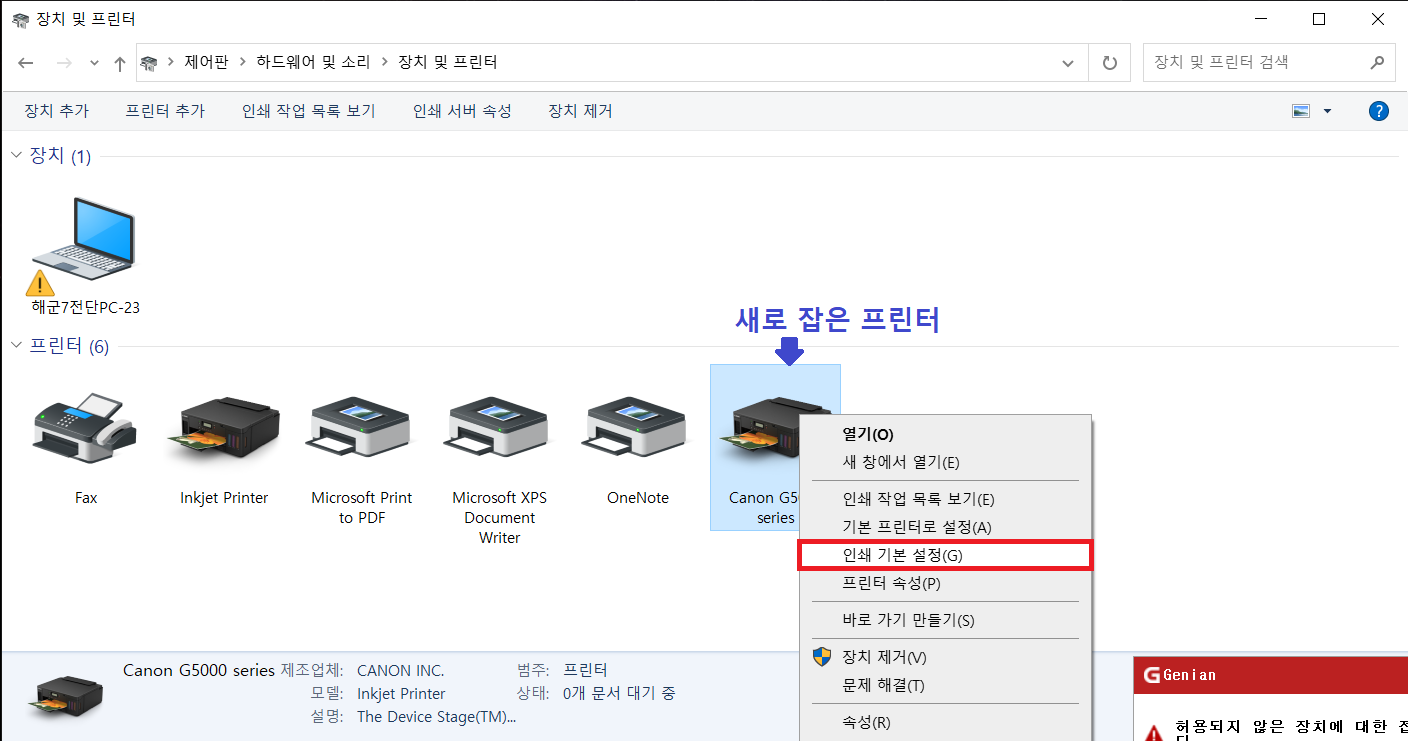 장치 및 프린터
제어판 하드웨어 및 소리 장치 및 프린터
장치 및 프린터 검색
장치 추가 프린터 추가 인쇄 작업 목록 보기 인쇄 서버 속성 장치 제거
장치 (1)
해군7전단PC-23
새로 잡은 프린터
프린터 (6)
Fax
Inkjet Printer
Microsoft Print
to PDF
Microsoft XPS
Document
Writer
OneNote
Canon G50
series
열기(O)
새 창에서 열기(E)
인쇄 작업 목록 보기(E)
기본 프린터로 설정(A)
인쇄 기본 설정(G)
프린터 속성(P)
바로 가기 만들기(S)
장치 제거(V)
문제 해결(T)
속성(R)
Canon G5000 series 제조업체: CANON INC. 범주: 프린터
모델: Inkjet Printer 상태: 0개 문서 대기 중
설명: The Device Stage(TM)...
Genian
허용되지 않은 장치에 대한